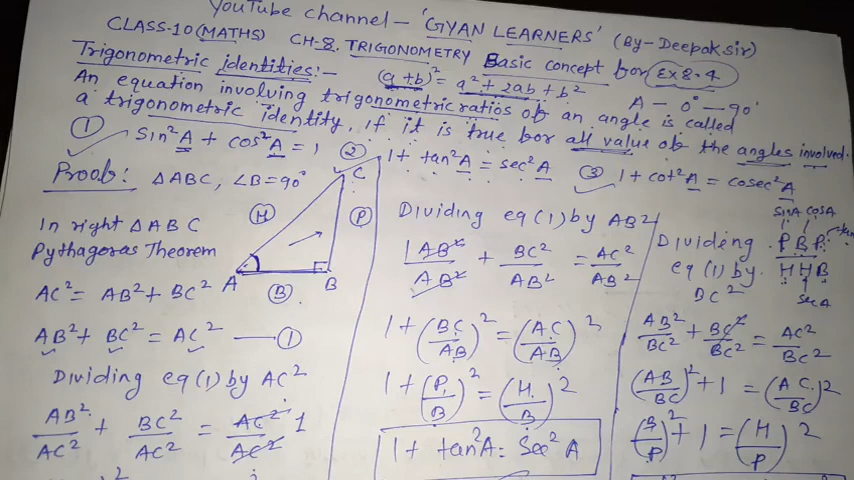 YouTube channel - 'GYAN LEARNERS' (By-Deepak sir)
CLASS-10 (MATHS) CH-8. TRIGONOMETRY Basic concept for Ex 8.4
Trigonometric identities:- (a+b)² = a² + 2ab + b²
A - 0° - 90°
An equation involving trigonometric ratios of an angle is called
a trigonometric identity, if it is true for all value of the angles involved.
① Sin²A + cos²A = 1 ② 1 + tan²A = sec²A ③ 1 + cot²A = cosec²A
Proof: ΔABC, ∠B=90°
In right ΔABC
Pythagoras Theorem
AC² = AB² + BC²
AB² + BC² = AC² — ①
Dividing eq(1) by AC²
AB²/AC² + BC²/AC² = AC²/AC² 1
C
H
P
A
B
B
Dividing eq(1) by AB²
1 AB²/AB² + BC²/AB² = AC²/AB²
1 + (BC/AB)² = (AC/AB)²
1 + (P/B)² = (H/B)²
1 + tan²A = Sec²A
SinA CosA
tan
P B P
H H B
SecA
Dividing
eq(1) by
BC²
AB²/BC² + BC²/BC² = AC²/BC²
(AB/BC)² + 1 = (AC/BC)²
(B/P)² + 1 = (H/P)²